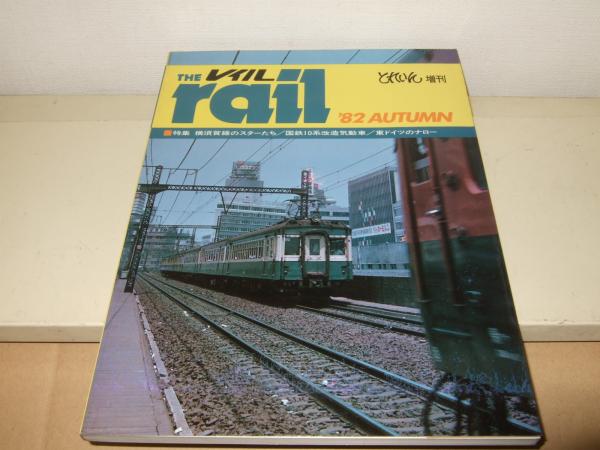 THE レイル
rail
とれいん 増刊
'82 AUTUMN
■特集 横須賀線のスターたち/国鉄10系改造気動車/東ドイツのナロー